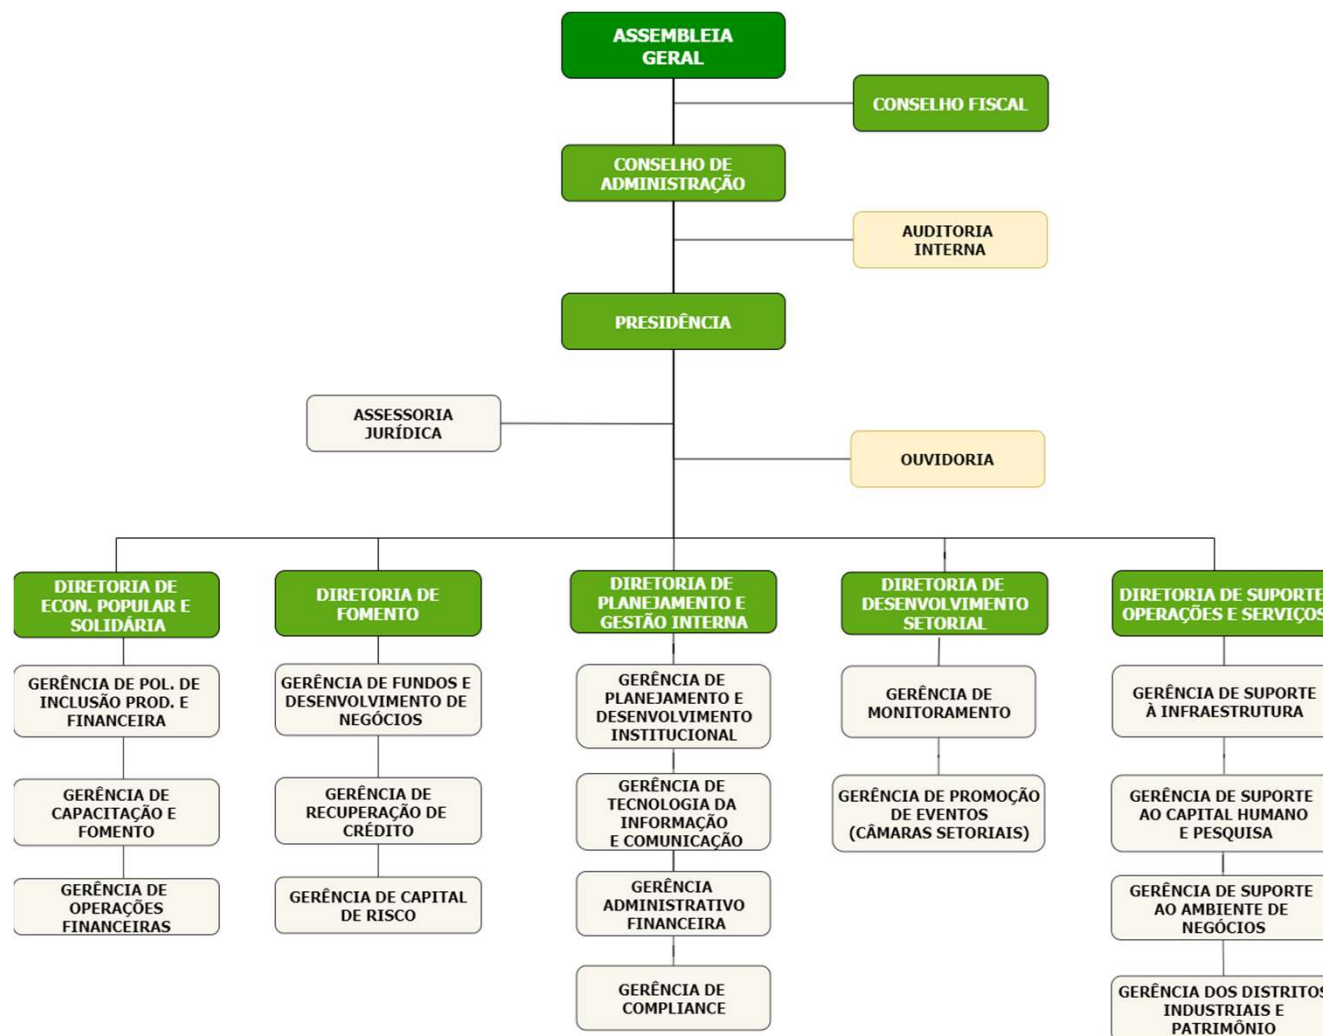 ASSEMBLEIA
GERAL
CONSELHO FISCAL
CONSELHO DE
ADMINISTRAÇÃO
AUDITORIA
INTERNA
PRESIDÊNCIA
ASSESSORIA
JURÍDICA
OUVIDORIA
DIRETORIA DE
ECON. POPULAR E
SOLIDÁRIA
DIRETORIA DE
FOMENTO
DIRETORIA DE
PLANEJAMENTO E
GESTÃO INTERNA
DIRETORIA DE
DESENVOLVIMENTO
SETORIAL
DIRETORIA DE SUPORTE
OPERAÇÕES E SERVIÇOS
GERÊNCIA DE POL. DE
INCLUSÃO PROD. E
FINANCEIRA
GERÊNCIA DE FUNDOS E
DESENVOLVIMENTO DE
NEGÓCIOS
GERÊNCIA DE
PLANEJAMENTO E
DESENVOLVIMENTO
INSTITUCIONAL
GERÊNCIA DE
MONITORAMENTO
GERÊNCIA DE SUPORTE
À INFRAESTRUTURA
GERÊNCIA DE
CAPACITAÇÃO E
FOMENTO
GERÊNCIA DE
RECUPERAÇÃO DE
CRÉDITO
GERÊNCIA DE
TECNOLOGIA DA
INFORMAÇÃO
E COMUNICAÇÃO
GERÊNCIA DE PROMOÇÃO
DE EVENTOS
(CÂMARAS SETORIAIS)
GERÊNCIA DE SUPORTE
AO CAPITAL HUMANO
E PESQUISA
GERÊNCIA DE
OPERAÇÕES
FINANCEIRAS
GERÊNCIA DE CAPITAL
DE RISCO
GERÊNCIA
ADMINISTRATIVO
FINANCEIRA
GERÊNCIA DE SUPORTE
AO AMBIENTE DE
NEGÓCIOS
GERÊNCIA DE
COMPLIANCE
GERÊNCIA DOS DISTRITOS
INDUSTRIAIS E
PATRIMÔNIO